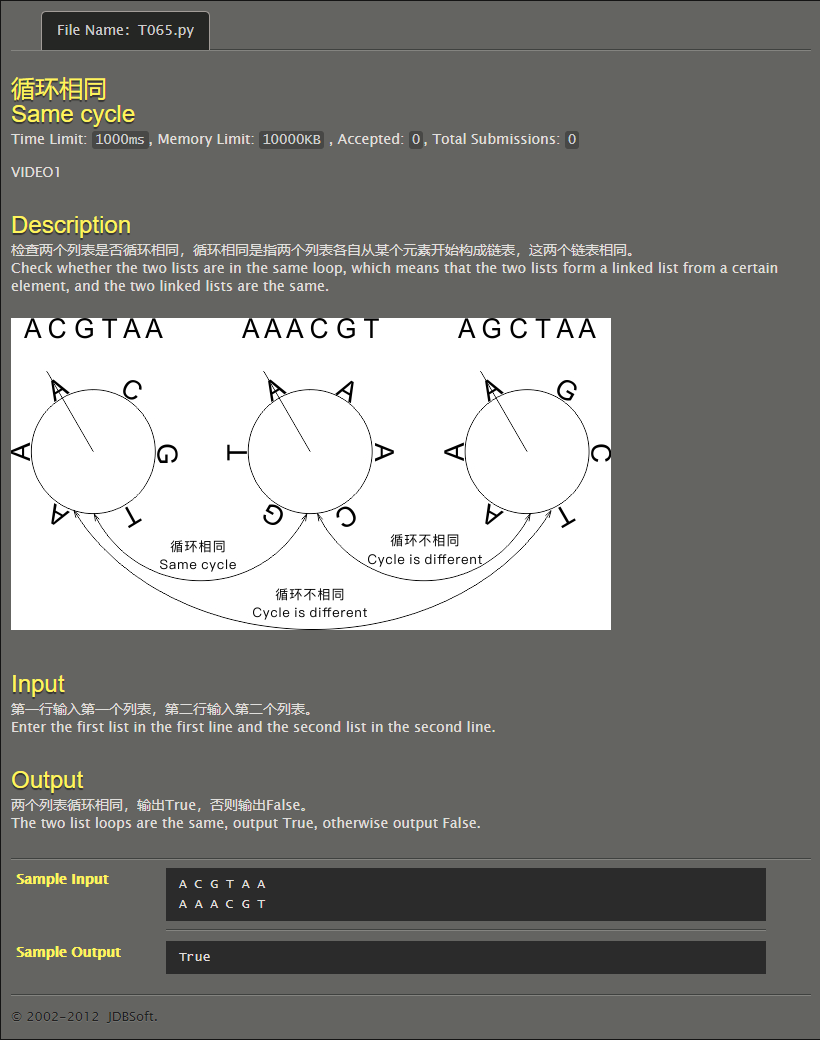 File Name: T065.py
循环相同
Same cycle
Time Limit: 1000ms, Memory Limit: 10000KB , Accepted: 0, Total Submissions: 0
VIDEO1
Description
检查两个列表是否循环相同，循环相同是指两个列表各自从某个元素开始构成链表，这两个链表相同。
Check whether the two lists are in the same loop, which means that the two lists form a linked list from a certain
element, and the two linked lists are the same.
A C G T A A
A A A C G T
A G C T A A
A C G T A A
A A A C G T
A G C T A A
循环相同
Same cycle
循环不相同
Cycle is different
循环不相同
Cycle is different
Input
第一行输入第一个列表，第二行输入第二个列表。
Enter the first list in the first line and the second list in the second line.
Output
两个列表循环相同，输出True，否则输出False。
The two list loops are the same, output True, otherwise output False.
Sample Input
A C G T A A
A A A C G T
Sample Output
True
© 2002-2012 JDBSoft.